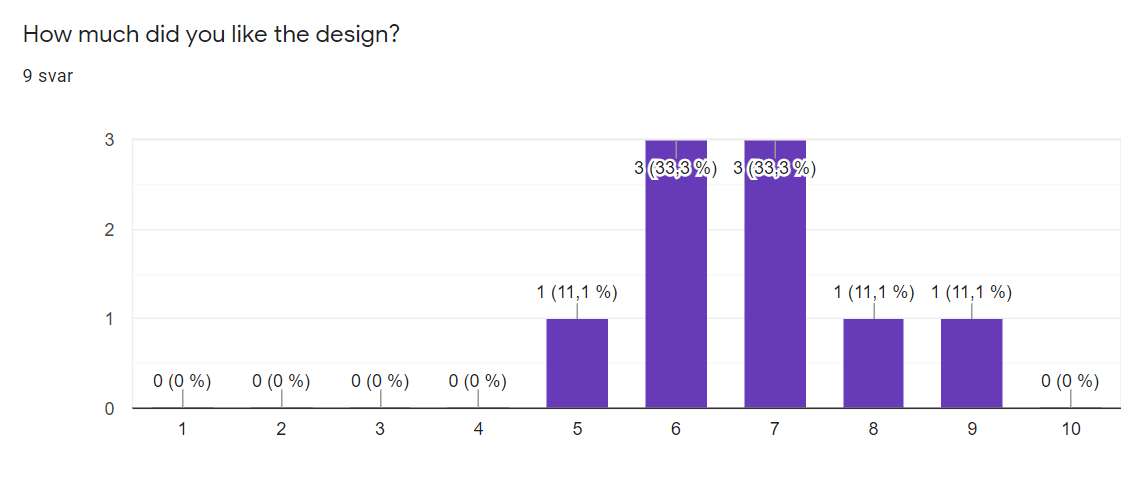 How much did you like the design?
9 svar
3
3 (33,3 %) 3 (33,3 %)
2
1 (11,1 %) 1 (11,1 %) 1 (11,1 %)
1
0 (0 %) 0 (0 %) 0 (0 %) 0 (0 %) 0 (0 %)
0
1 2 3 4 5 6 7 8 9 10